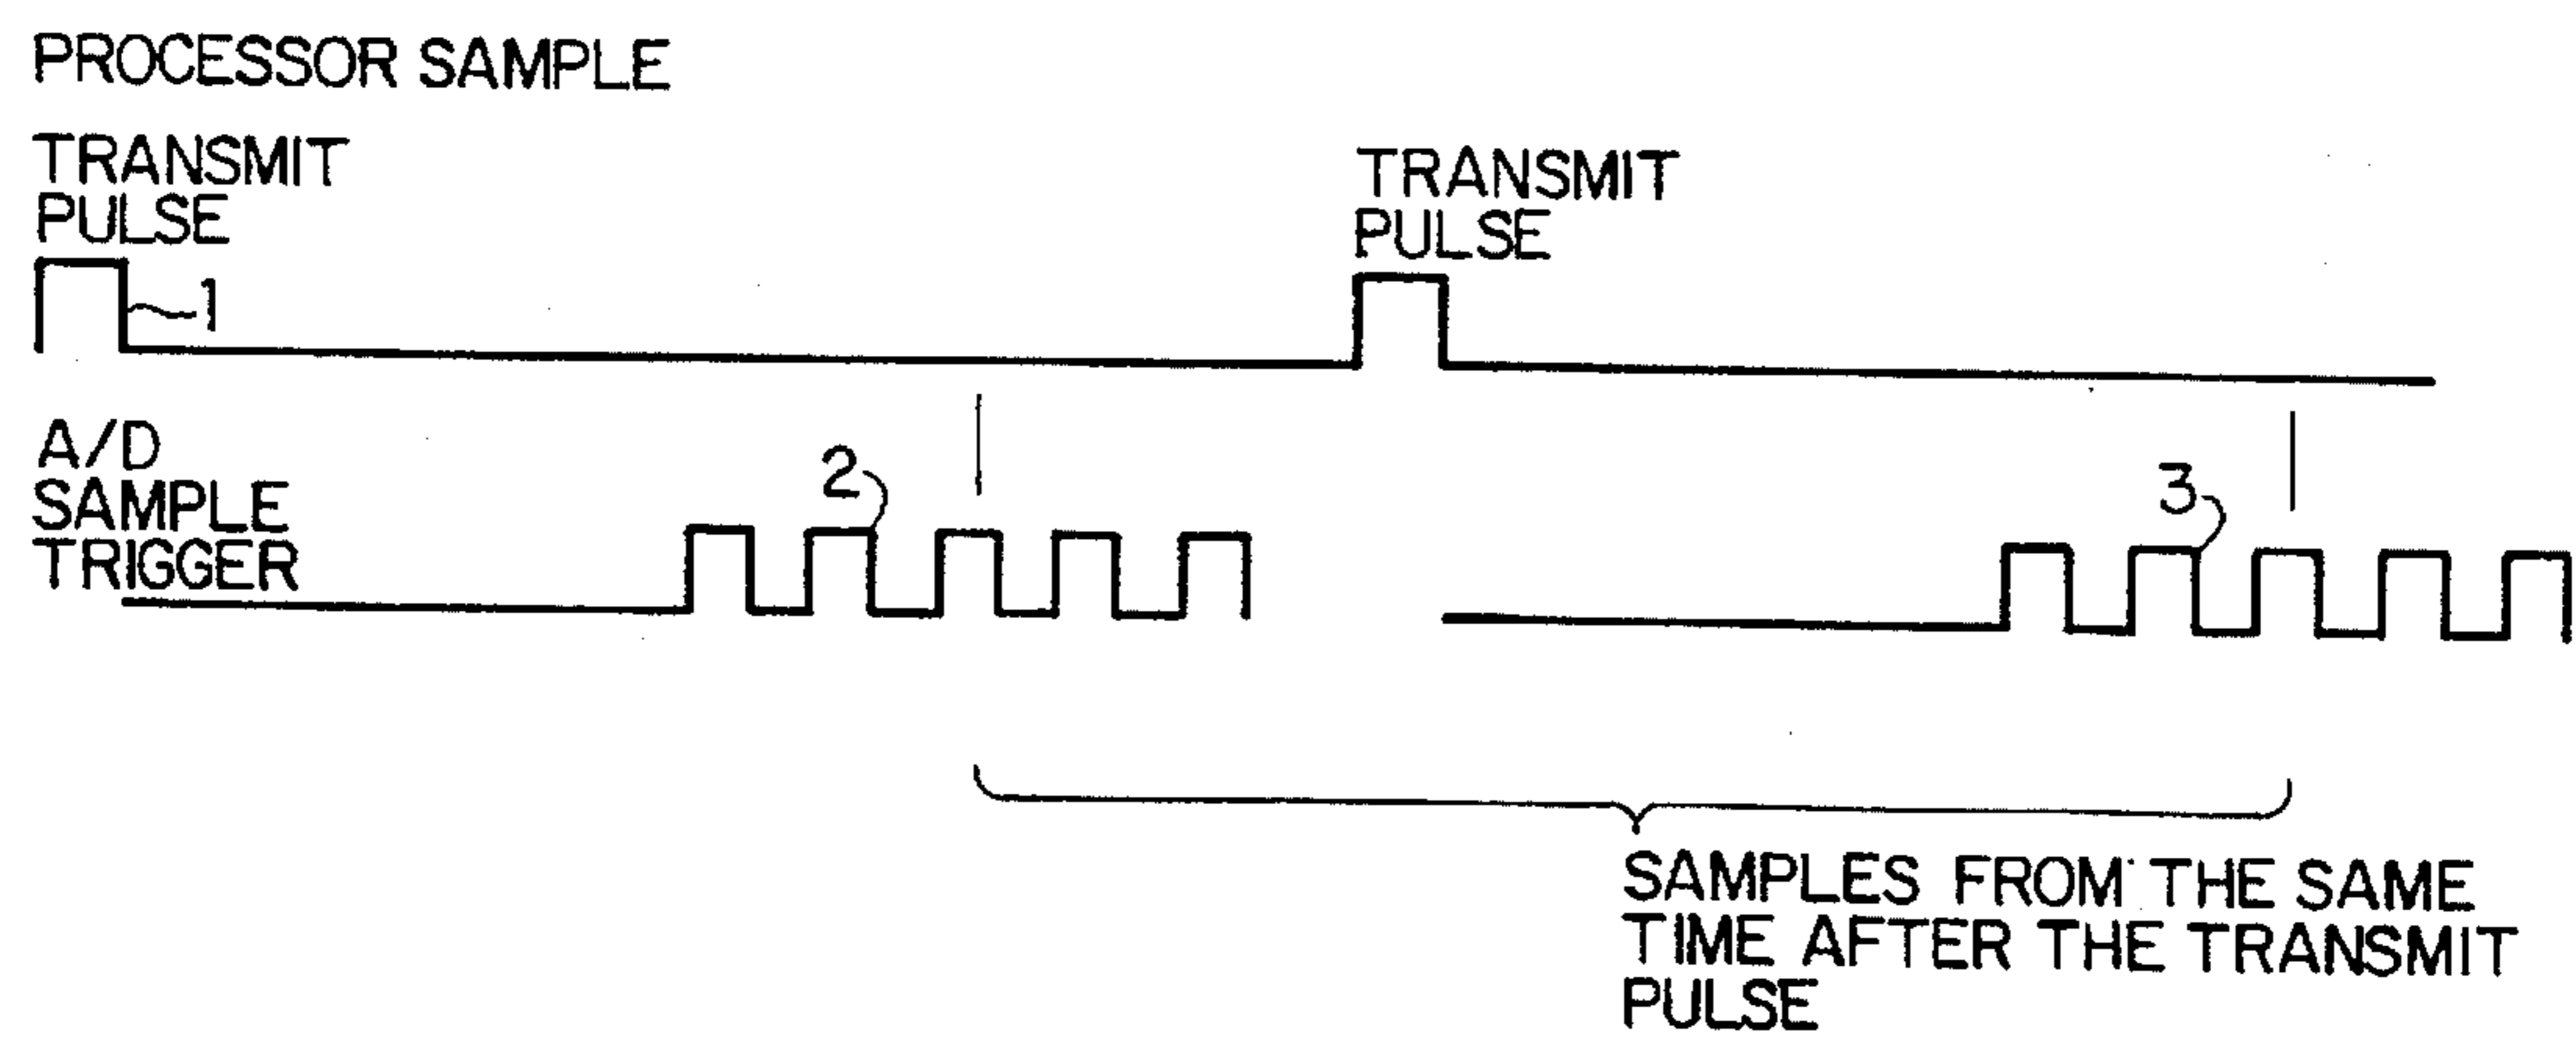 PROCESSOR SAMPLE
TRANSMIT
PULSE
TRANSMIT
PULSE
1
A/D
SAMPLE
TRIGGER
2
3
SAMPLES FROM THE SAME
TIME AFTER THE TRANSMIT
PULSE